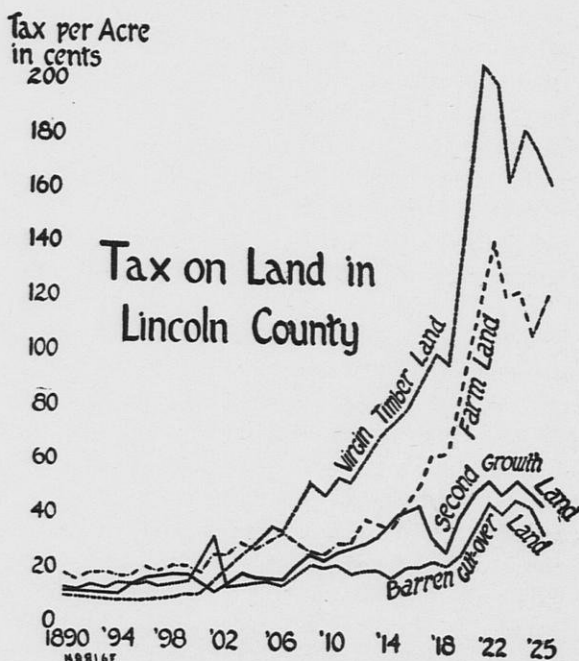 Tax per Acre
in cents
200
180
160
140
120
100
80
60
40
20
0
Tax on Land in
Lincoln County
Virgin Timber Land
Farm Land
Second Growth Land
Barren Cut-over Land
1890 '94 '98 '02 '06 '10 '14 '18 '22 '25